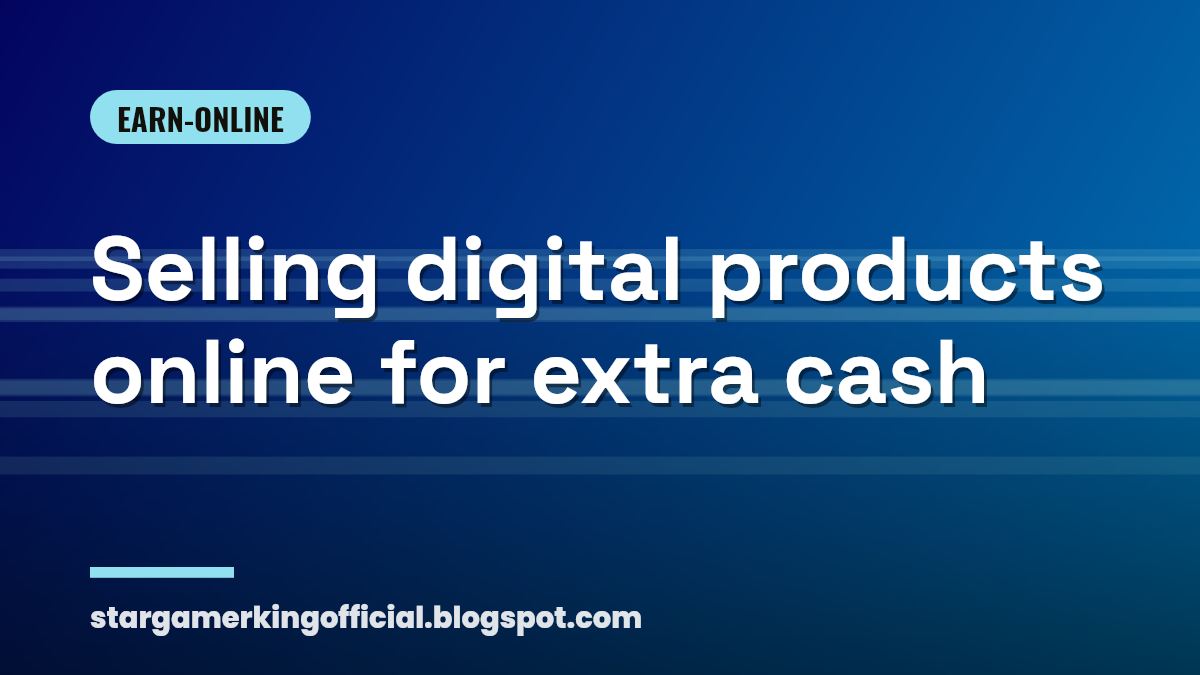 EARN-ONLINE
Selling digital products
online for extra cash
stargamerkingofficial.blogspot.com